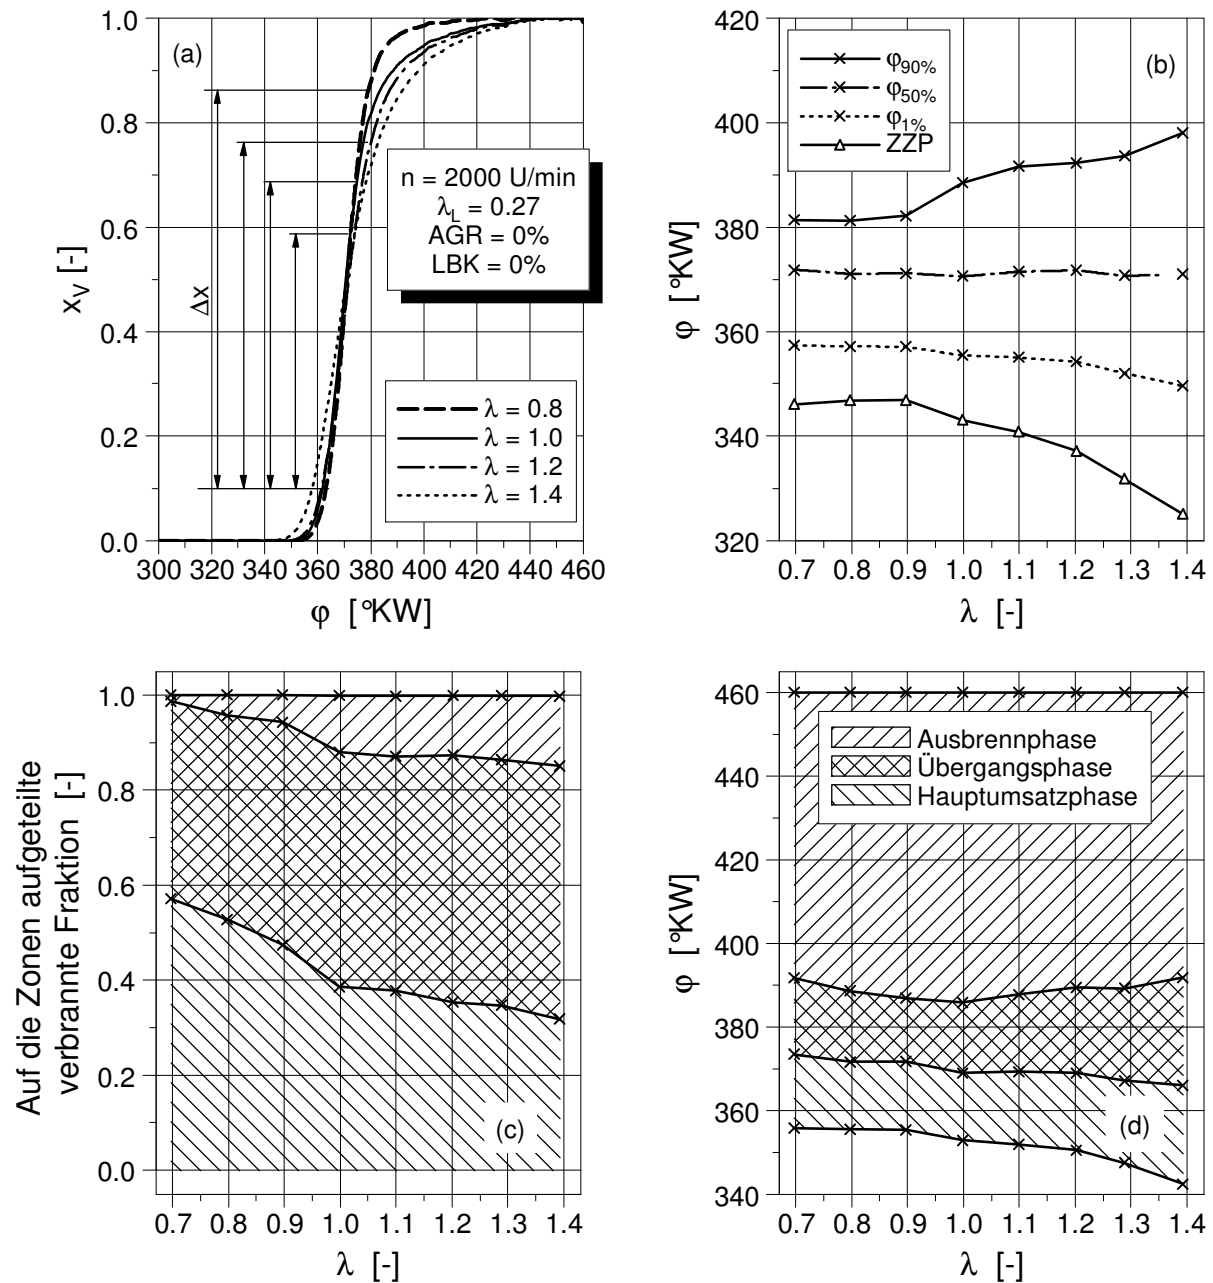 (a)
1.0
0.8
0.6
0.4
0.2
0.0
x_V [-]
Δx
n = 2000 U/min
λ_L = 0.27
AGR = 0%
LBK = 0%
λ = 0.8
λ = 1.0
λ = 1.2
λ = 1.4
300 320 340 360 380 400 420 440 460
φ [°KW]
(b)
420
400
380
360
340
320
φ [°KW]
φ90%
φ50%
φ1%
ZZP
0.7 0.8 0.9 1.0 1.1 1.2 1.3 1.4
λ [-]
Auf die Zonen aufgeteilte
verbrannte Fraktion [-]
1.0
0.8
0.6
0.4
0.2
0.0
(c)
0.7 0.8 0.9 1.0 1.1 1.2 1.3 1.4
λ [-]
460
440
420
400
380
360
340
φ [°KW]
Ausbrennphase
Übergangsphase
Hauptumsatzphase
(d)
0.7 0.8 0.9 1.0 1.1 1.2 1.3 1.4
λ [-]